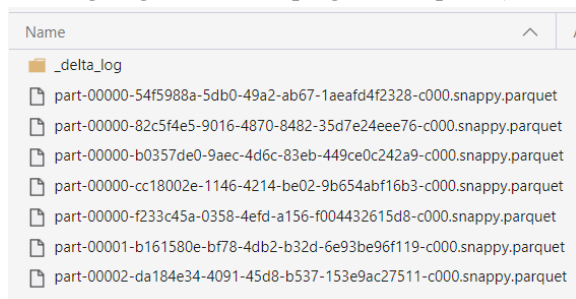 Name
_delta_log
part-00000-54f5988a-5db0-49a2-ab67-1aeafd4f2328-c000.snappy.parquet
part-00000-82c5f4e5-9016-4870-8482-35d7e24eee76-c000.snappy.parquet
part-00000-b0357de0-9aec-4d6c-83eb-449ce0c242a9-c000.snappy.parquet
part-00000-cc18002e-1146-4214-be02-9b654abf16b3-c000.snappy.parquet
part-00000-f233c45a-0358-4efd-a156-f004432615d8-c000.snappy.parquet
part-00001-b161580e-bf78-4db2-b32d-6e93be96f119-c000.snappy.parquet
part-00002-da184e34-4091-45d8-b537-153e9ac27511-c000.snappy.parquet